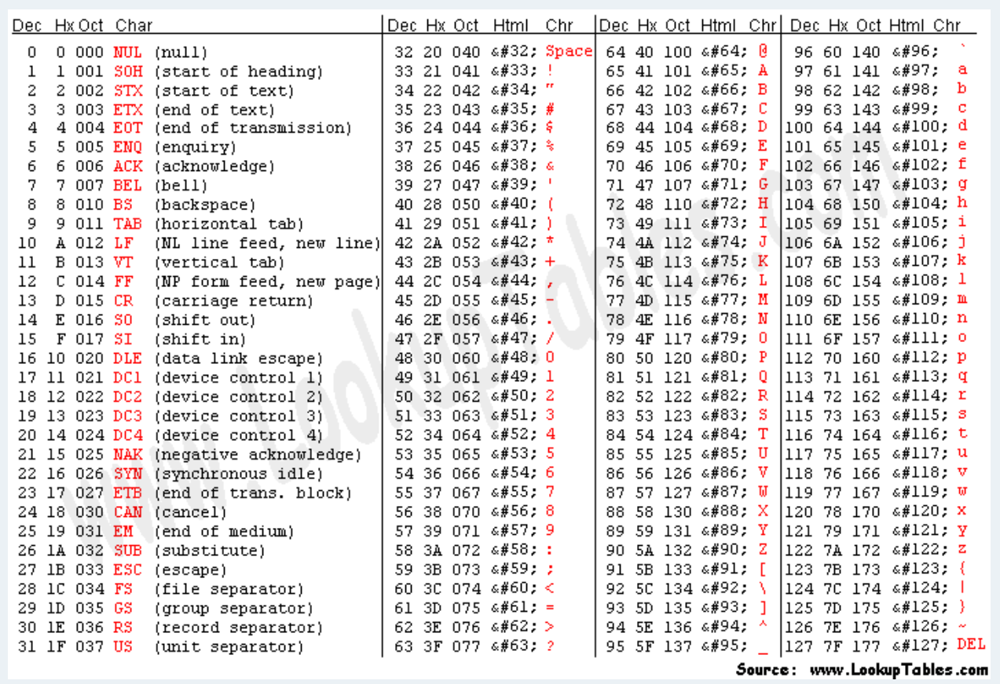 Dec Hx Oct Char Dec Hx Oct Html Chr Dec Hx Oct Html Chr Dec Hx Oct Html Chr
0 0 000 NUL (null) 32 20 040 &#32; Space 64 40 100 &#64; @ 96 60 140 &#96; `
1 1 001 SOH (start of heading) 33 21 041 &#33; ! 65 41 101 &#65; A 97 61 141 &#97; a
2 2 002 STX (start of text) 34 22 042 &#34; " 66 42 102 &#66; B 98 62 142 &#98; b
3 3 003 ETX (end of text) 35 23 043 &#35; # 67 43 103 &#67; C 99 63 143 &#99; c
4 4 004 EOT (end of transmission) 36 24 044 &#36; $ 68 44 104 &#68; D 100 64 144 &#100; d
5 5 005 ENQ (enquiry) 37 25 045 &#37; % 69 45 105 &#69; E 101 65 145 &#101; e
6 6 006 ACK (acknowledge) 38 26 046 &#38; & 70 46 106 &#70; F 102 66 146 &#102; f
7 7 007 BEL (bell) 39 27 047 &#39; ' 71 47 107 &#71; G 103 67 147 &#103; g
8 8 010 BS (backspace) 40 28 050 &#40; ( 72 48 110 &#72; H 104 68 150 &#104; h
9 9 011 TAB (horizontal tab) 41 29 051 &#41; ) 73 49 111 &#73; I 105 69 151 &#105; i
10 A 012 LF (NL line feed, new line) 42 2A 052 &#42; * 74 4A 112 &#74; J 106 6A 152 &#106; j
11 B 013 VT (vertical tab) 43 2B 053 &#43; + 75 4B 113 &#75; K 107 6B 153 &#107; k
12 C 014 FF (NP form feed, new page) 44 2C 054 &#44; , 76 4C 114 &#76; L 108 6C 154 &#108; l
13 D 015 CR (carriage return) 45 2D 055 &#45; - 77 4D 115 &#77; M 109 6D 155 &#109; m
14 E 016 SO (shift out) 46 2E 056 &#46; . 78 4E 116 &#78; N 110 6E 156 &#110; n
15 F 017 SI (shift in) 47 2F 057 &#47; / 79 4F 117 &#79; O 111 6F 157 &#111; o
16 10 020 DLE (data link escape) 48 30 060 &#48; 0 80 50 120 &#80; P 112 70 160 &#112; p
17 11 021 DC1 (device control 1) 49 31 061 &#49; 1 81 51 121 &#81; Q 113 71 161 &#113; q
18 12 022 DC2 (device control 2) 50 32 062 &#50; 2 82 52 122 &#82; R 114 72 162 &#114; r
19 13 023 DC3 (device control 3) 51 33 063 &#51; 3 83 53 123 &#83; S 115 73 163 &#115; s
20 14 024 DC4 (device control 4) 52 34 064 &#52; 4 84 54 124 &#84; T 116 74 164 &#116; t
21 15 025 NAK (negative acknowledge) 53 35 065 &#53; 5 85 55 125 &#85; U 117 75 165 &#117; u
22 16 026 SYN (synchronous idle) 54 36 066 &#54; 6 86 56 126 &#86; V 118 76 166 &#118; v
23 17 027 ETB (end of trans. block) 55 37 067 &#55; 7 87 57 127 &#87; W 119 77 167 &#119; w
24 18 030 CAN (cancel) 56 38 070 &#56; 8 88 58 130 &#88; X 120 78 170 &#120; x
25 19 031 EM (end of medium) 57 39 071 &#57; 9 89 59 131 &#89; Y 121 79 171 &#121; y
26 1A 032 SUB (substitute) 58 3A 072 &#58; : 90 5A 132 &#90; Z 122 7A 172 &#122; z
27 1B 033 ESC (escape) 59 3B 073 &#59; ; 91 5B 133 &#91; [ 123 7B 173 &#123; {
28 1C 034 FS (file separator) 60 3C 074 &#60; < 92 5C 134 &#92; \ 124 7C 174 &#124; |
29 1D 035 GS (group separator) 61 3D 075 &#61; = 93 5D 135 &#93; ] 125 7D 175 &#125; }
30 1E 036 RS (record separator) 62 3E 076 &#62; > 94 5E 136 &#94; ^ 126 7E 176 &#126; ~
31 1F 037 US (unit separator) 63 3F 077 &#63; ? 95 5F 137 &#95; _ 127 7F 177 &#127; DEL
Source: www.LookupTables.com
www.LookupTables.com